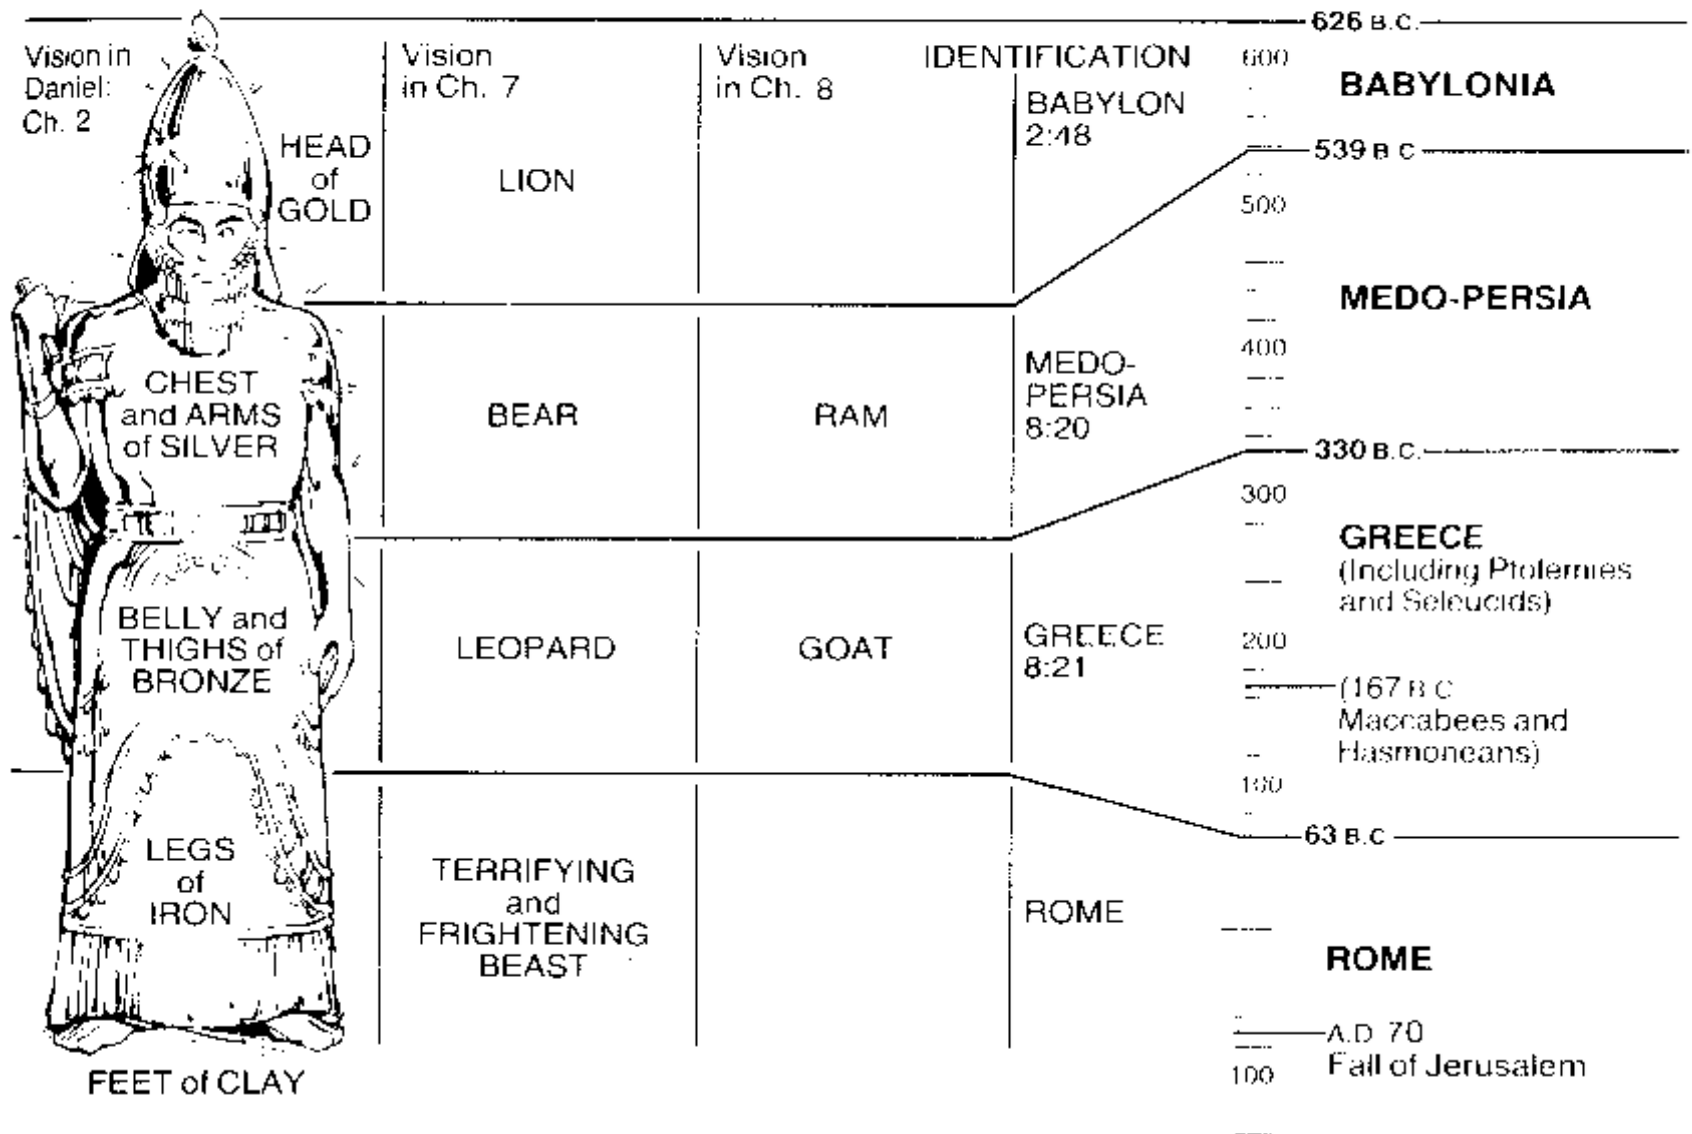 Vision in
Daniel:
Ch. 2
HEAD
of
GOLD
CHEST
and ARMS
of SILVER
BELLY and
THIGHS of
BRONZE
LEGS
of
IRON
FEET of CLAY
Vision
in Ch. 7
LION
BEAR
LEOPARD
TERRIFYING
and
FRIGHTENING
BEAST
Vision
in Ch. 8
RAM
GOAT
IDENTIFICATION
BABYLON
2:48
MEDO-
PERSIA
8:20
GREECE
8:21
ROME
626 B.C.
600
BABYLONIA
539 B C
500
MEDO-PERSIA
400
330 B.C.
300
GREECE
(Including Ptolemies
and Seleucids)
200
(167 B C
Maccabees and
Hasmoneans)
100
63 B.C
ROME
A.D 70
Fall of Jerusalem
100